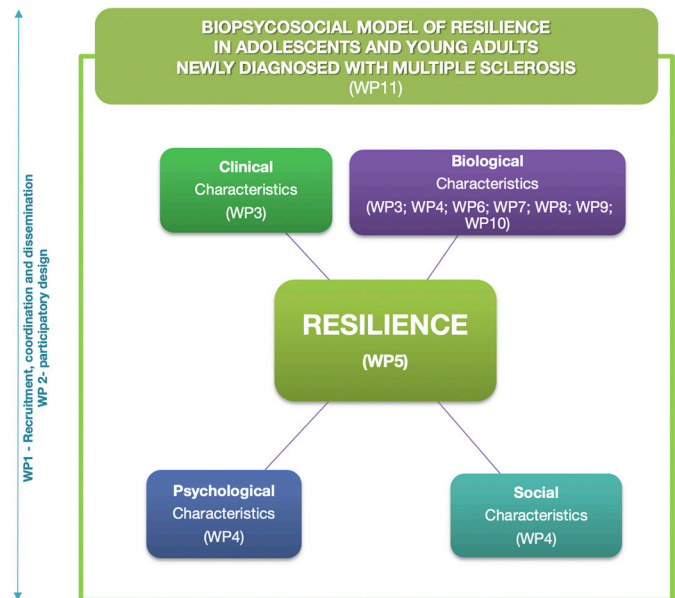 BIOPSYCOSOCIAL MODEL OF RESILIENCE
IN ADOLESCENTS AND YOUNG ADULTS
NEWLY DIAGNOSED WITH MULTIPLE SCLEROSIS
(WP11)
WP1 - Recruitment, coordination and dissemination
WP 2- participatory design
Clinical
Characteristics
(WP3)
Biological
Characteristics
(WP3; WP4; WP6; WP7; WP8; WP9;
WP10)
RESILIENCE
(WP5)
Psychological
Characteristics
(WP4)
Social
Characteristics
(WP4)